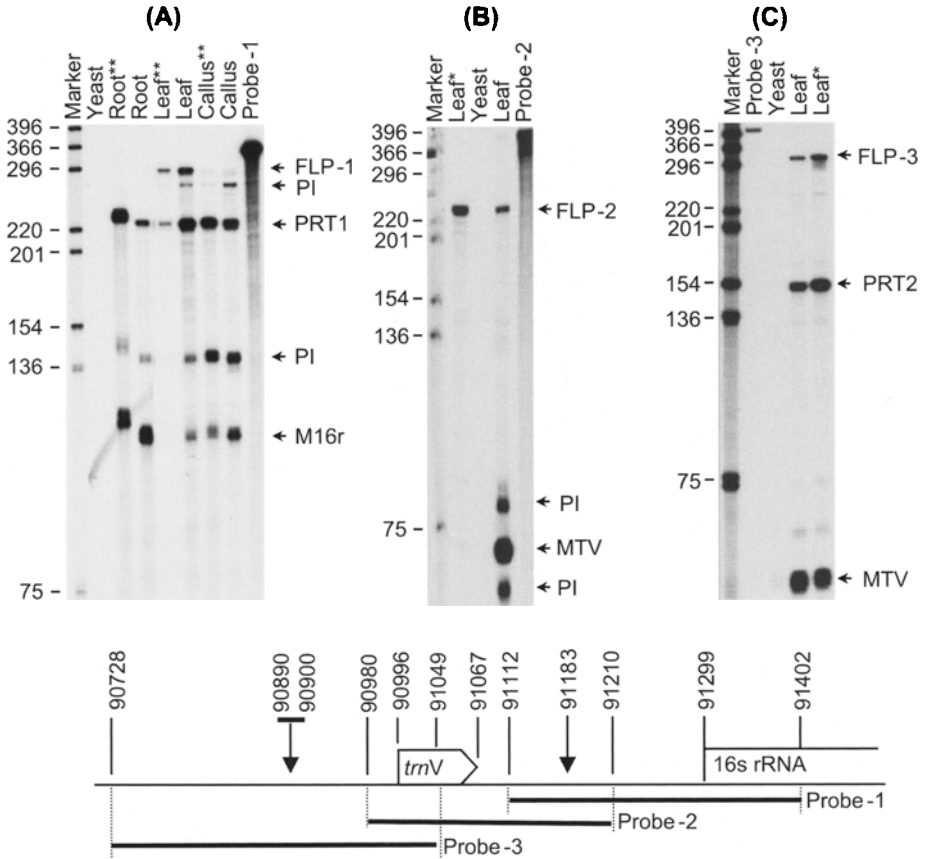 (A)
Marker
Yeast
Root**
Root
Leaf**
Leaf
Callus**
Callus
Probe-1
396
366
296
220
201
154
136
75
FLP-1
PI
PRT1
PI
M16r
(B)
Marker
Leaf*
Yeast
Leaf
Probe-2
396
366
296
220
201
154
136
75
FLP-2
PI
MTV
PI
(C)
Marker
Probe-3
Yeast
Leaf
Leaf*
396
366
296
220
201
154
136
75
FLP-3
PRT2
MTV
90728
90890
90900
90980
90996
91049
91067
91112
91183
91210
91299
91402
trnV
16s rRNA
Probe-1
Probe-2
Probe-3